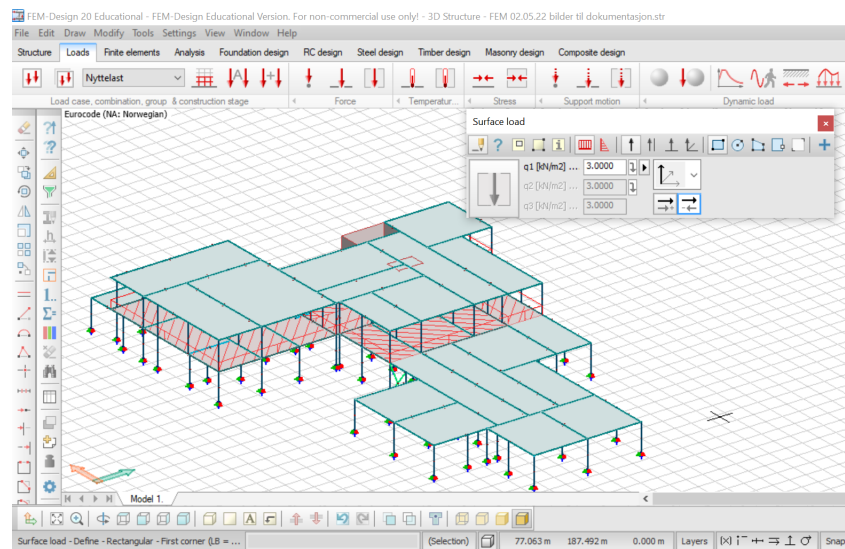 FEM-Design 20 Educational - FEM-Design Educational Version. For non-commercial use only! - 3D Structure - FEM 02.05.22 bilder til dokumentasjon.str
File Edit Draw Modify Tools Settings View Window Help
Structure Loads Finite elements Analysis Foundation design RC design Steel design Timber design Masonry design Composite design
Nyttelast
Load case, combination, group & construction stage Force Temperatur... Stress Support motion Dynamic load
Eurocode (NA: Norwegian)
Surface load
q1 [kN/m2] ... 3.0000
q2 [kN/m2] ... 3.0000
q3 [kN/m2] ... 3.0000
Model 1.
Surface load - Define - Rectangular - First corner (LB = ... (Selection) 77.063 m 187.492 m 0.000 m Layers Snap